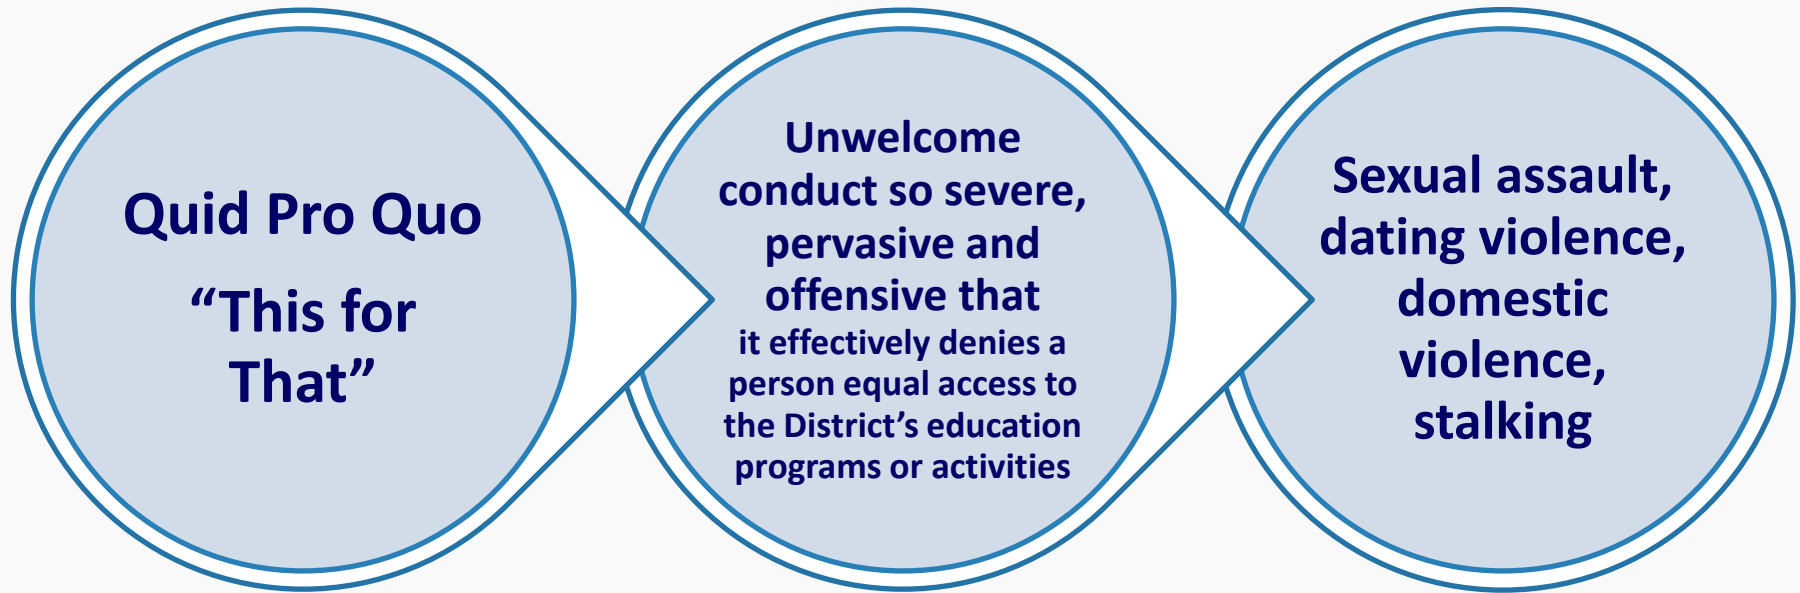 Quid Pro Quo
“This for
That”
Unwelcome
conduct so severe,
pervasive and
offensive that
it effectively denies a
person equal access to
the District’s education
programs or activities
Sexual assault,
dating violence,
domestic
violence,
stalking